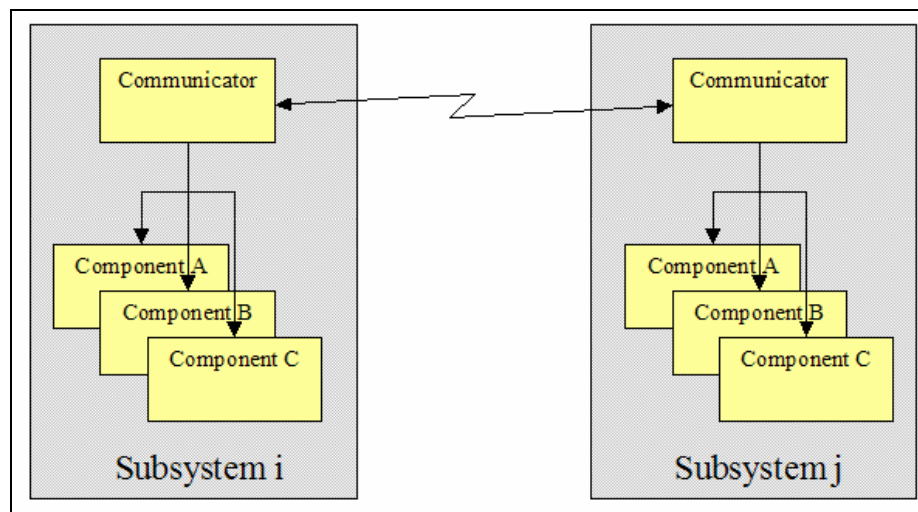 Communicator
Component A
Component B
Component C
Subsystem i
Communicator
Component A
Component B
Component C
Subsystem j